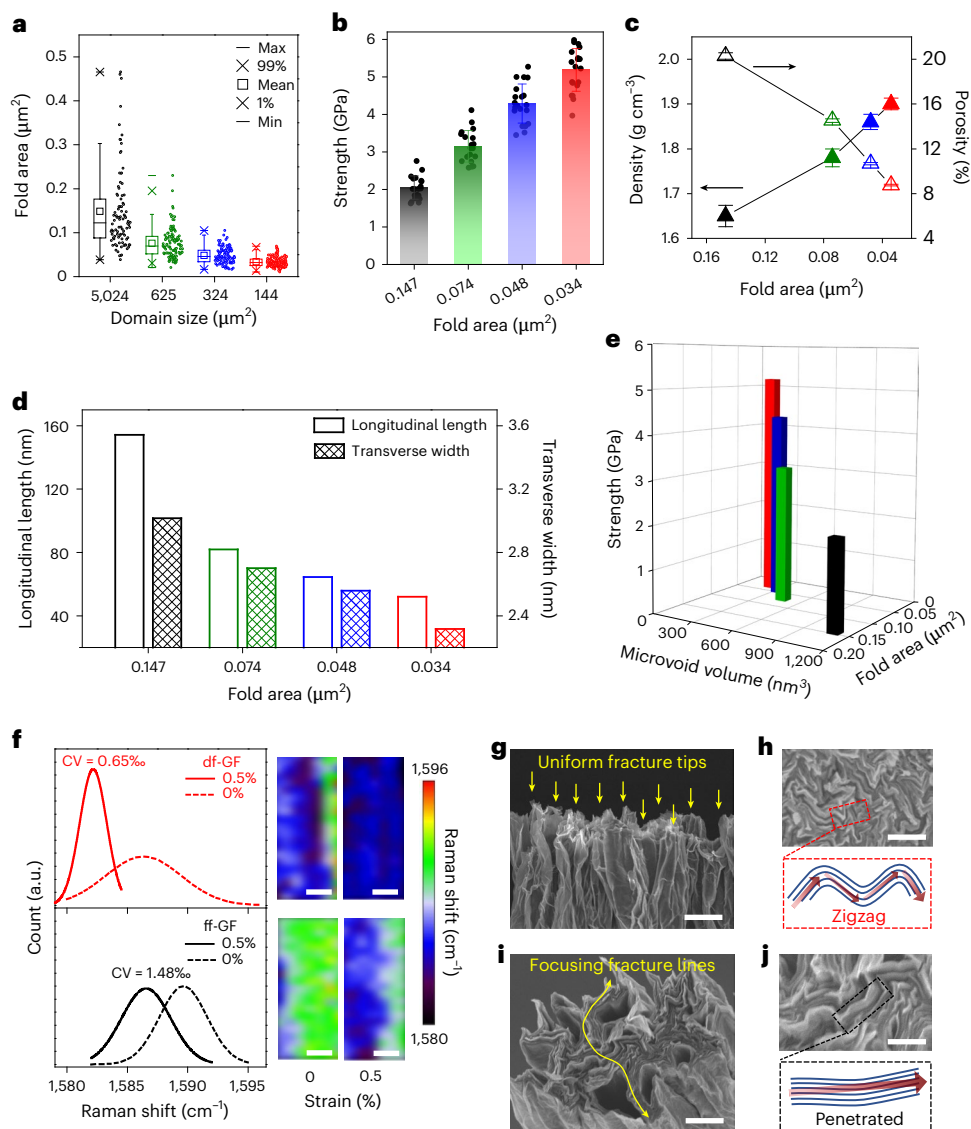 a
Fold area (μm²)
0.5
0.4
0.3
0.2
0.1
0
Max
99%
Mean
1%
Min
5,024
625
324
144
Domain size (μm²)
b
Strength (GPa)
6
5
4
3
2
1
0
0.147
0.074
0.048
0.034
Fold area (μm²)
c
Density (g cm⁻³)
2.0
1.9
1.8
1.7
1.6
20
16
12
8
4
Porosity (%)
0.16
0.12
0.08
0.04
Fold area (μm²)
d
Longitudinal length (nm)
160
120
80
40
Longitudinal length
Transverse width
3.6
3.2
2.8
2.4
Transverse width (nm)
0.147
0.074
0.048
0.034
Fold area (μm²)
e
Strength (GPa)
6
5
4
3
2
1
0
0
300
600
900
1,200
Microvoid volume (nm³)
0
0.05
0.10
0.15
0.20
Fold area (μm²)
f
Count (a.u.)
CV = 0.65‰
df-GF
0.5%
0%
ff-GF
0.5%
0%
CV = 1.48‰
1,580
1,585
1,590
1,595
Raman shift (cm⁻¹)
1,596
Raman shift (cm⁻¹)
1,580
0
0.5
Strain (%)
g
Uniform fracture tips
h
Zigzag
i
Focusing fracture lines
j
Penetrated